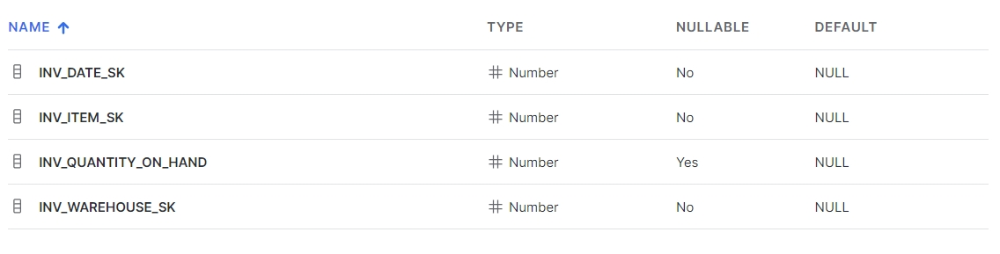 NAME TYPE NULLABLE DEFAULT
INV_DATE_SK Number No NULL
INV_ITEM_SK Number No NULL
INV_QUANTITY_ON_HAND Number Yes NULL
INV_WAREHOUSE_SK Number No NULL